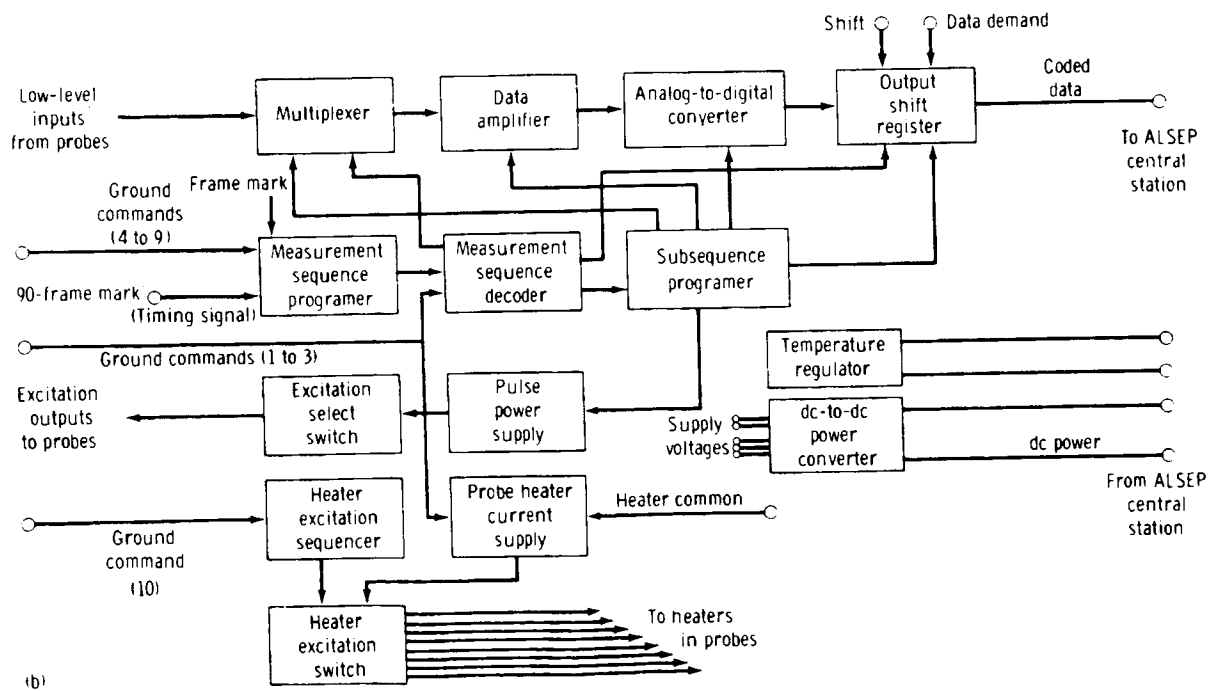 Shift
Data demand
Low-level
inputs
from probes
Multiplexer
Data
amplifier
Analog-to-digital
converter
Output
shift
register
Coded
data
To ALSEP
central
station
Ground
commands
(4 to 9)
Frame mark
90-frame mark
(Timing signal)
Measurement
sequence
programer
Measurement
sequence
decoder
Subsequence
programer
Ground commands (1 to 3)
Temperature
regulator
Excitation
outputs
to probes
Excitation
select
switch
Pulse
power
supply
Supply
voltages
dc-to-dc
power
converter
dc power
From ALSEP
central
station
Ground
command
(10)
Heater
excitation
sequencer
Probe heater
current
supply
Heater common
Heater
excitation
switch
To heaters
in probes
(b)